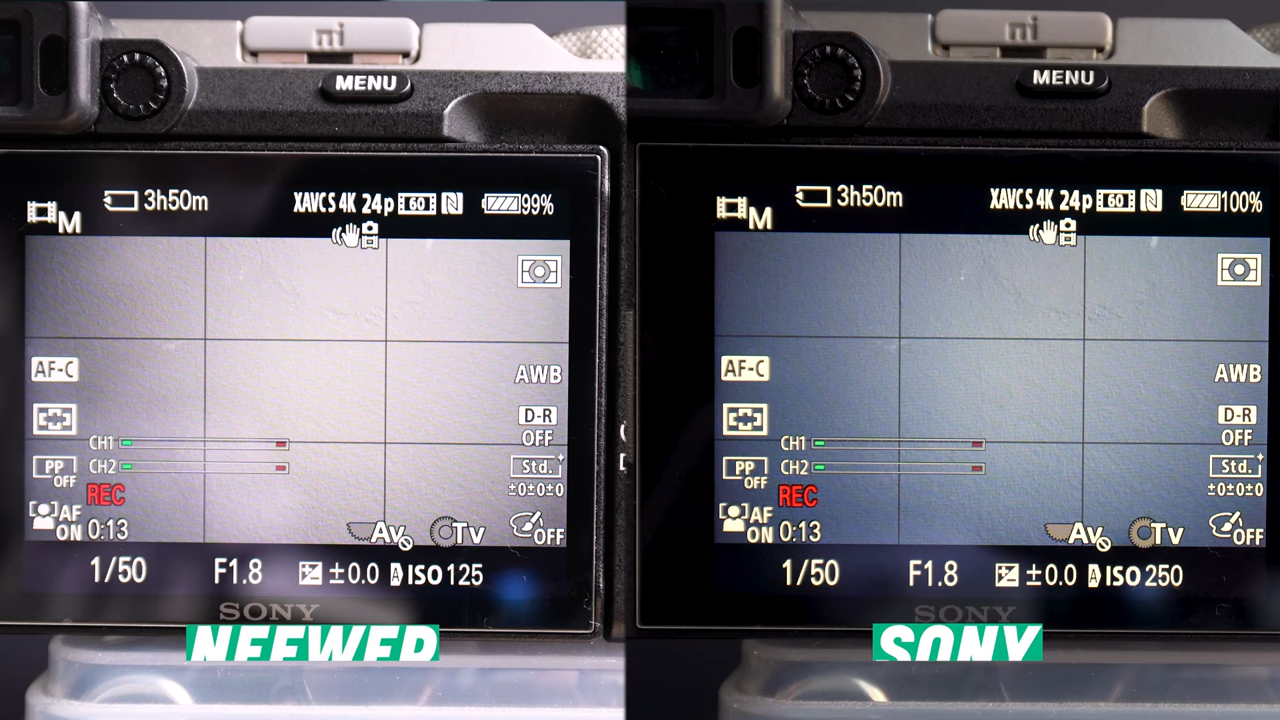 mi
MENU
3h50m
XAVC S 4K 24p 60 N 99%
M
AF-C
AWB
D-R
OFF
CH1
CH2
PP
OFF
Std.
±0±0±0
REC
AF
ON 0:13
Av
Tv
OFF
1/50 F1.8 ±0.0 A ISO 125
SONY
NEEWER
mi
MENU
3h50m
XAVC S 4K 24p 60 N 100%
M
AF-C
AWB
D-R
OFF
CH1
CH2
PP
OFF
Std.
±0±0±0
REC
AF
ON 0:13
Av
Tv
OFF
1/50 F1.8 ±0.0 A ISO 250
SONY
SONY